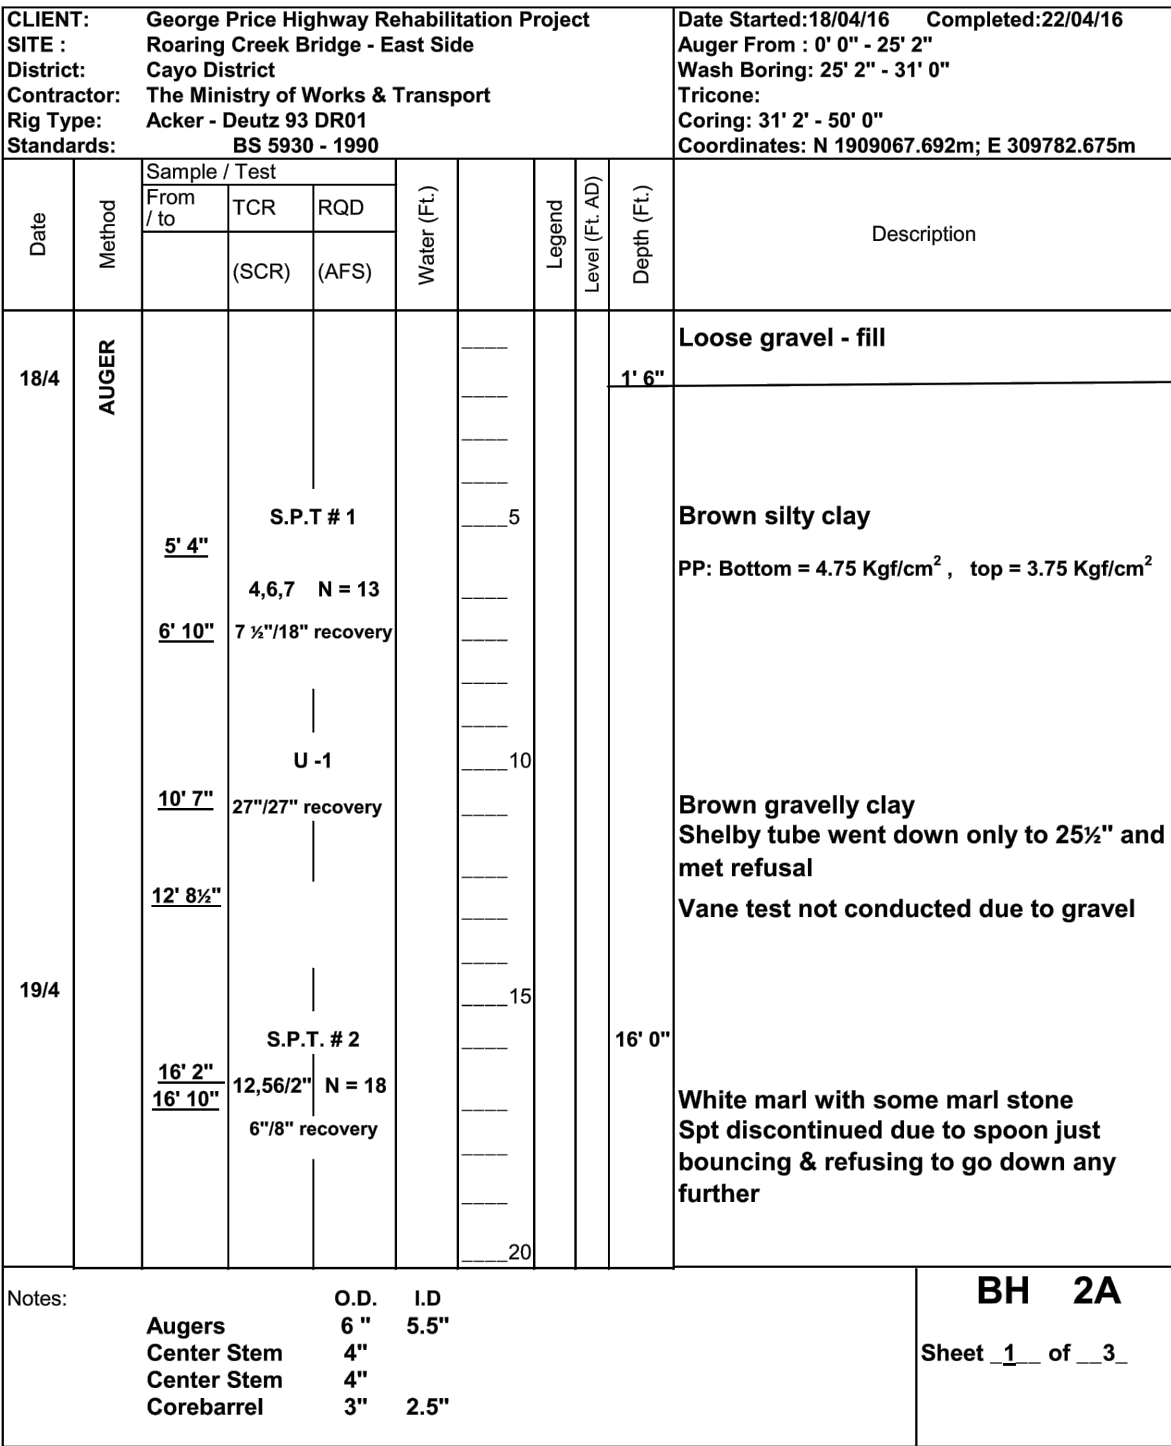 CLIENT: George Price Highway Rehabilitation Project
SITE : Roaring Creek Bridge - East Side
District: Cayo District
Contractor: The Ministry of Works & Transport
Rig Type: Acker - Deutz 93 DR01
Standards: BS 5930 - 1990
Date Started:18/04/16 Completed:22/04/16
Auger From : 0' 0" - 25' 2"
Wash Boring: 25' 2" - 31' 0"
Tricone:
Coring: 31' 2' - 50' 0"
Coordinates: N 1909067.692m; E 309782.675m
Date
Method
Sample / Test
From / to
TCR
RQD
(SCR)
(AFS)
Water (Ft.)
Legend
Level (Ft. AD)
Depth (Ft.)
Description
Loose gravel - fill
18/4
AUGER
1' 6"
S.P.T # 1
5
Brown silty clay
5' 4"
PP: Bottom = 4.75 Kgf/cm² , top = 3.75 Kgf/cm²
4,6,7 N = 13
6' 10" 7 ½"/18" recovery
U -1
10
10' 7" 27"/27" recovery
Brown gravelly clay
Shelby tube went down only to 25½" and
met refusal
12' 8½"
Vane test not conducted due to gravel
19/4
15
S.P.T. # 2
16' 0"
16' 2"
12,56/2" N = 18
16' 10"
6"/8" recovery
White marl with some marl stone
Spt discontinued due to spoon just
bouncing & refusing to go down any
further
20
Notes:
O.D. I.D
Augers 6 " 5.5"
Center Stem 4"
Center Stem 4"
Corebarrel 3" 2.5"
BH 2A
Sheet _1__ of __3_